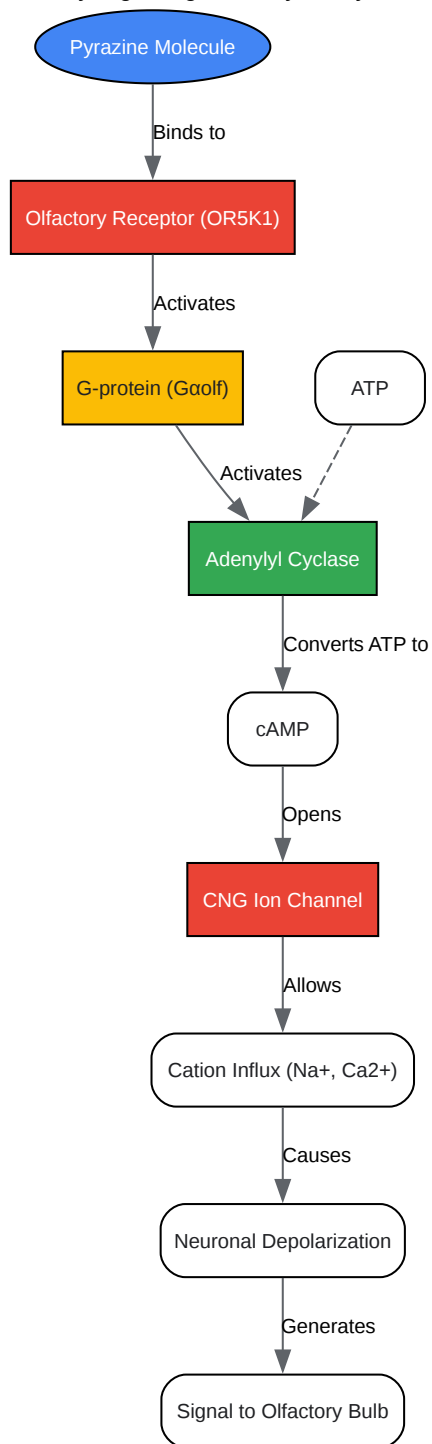 Pyrazine Molecule
Binds to
Olfactory Receptor (OR5K1)
Activates
G-protein (Gαolf)
ATP
Activates
Adenylyl Cyclase
Converts ATP to
cAMP
Opens
CNG Ion Channel
Allows
Cation Influx (Na+, Ca2+)
Causes
Neuronal Depolarization
Generates
Signal to Olfactory Bulb